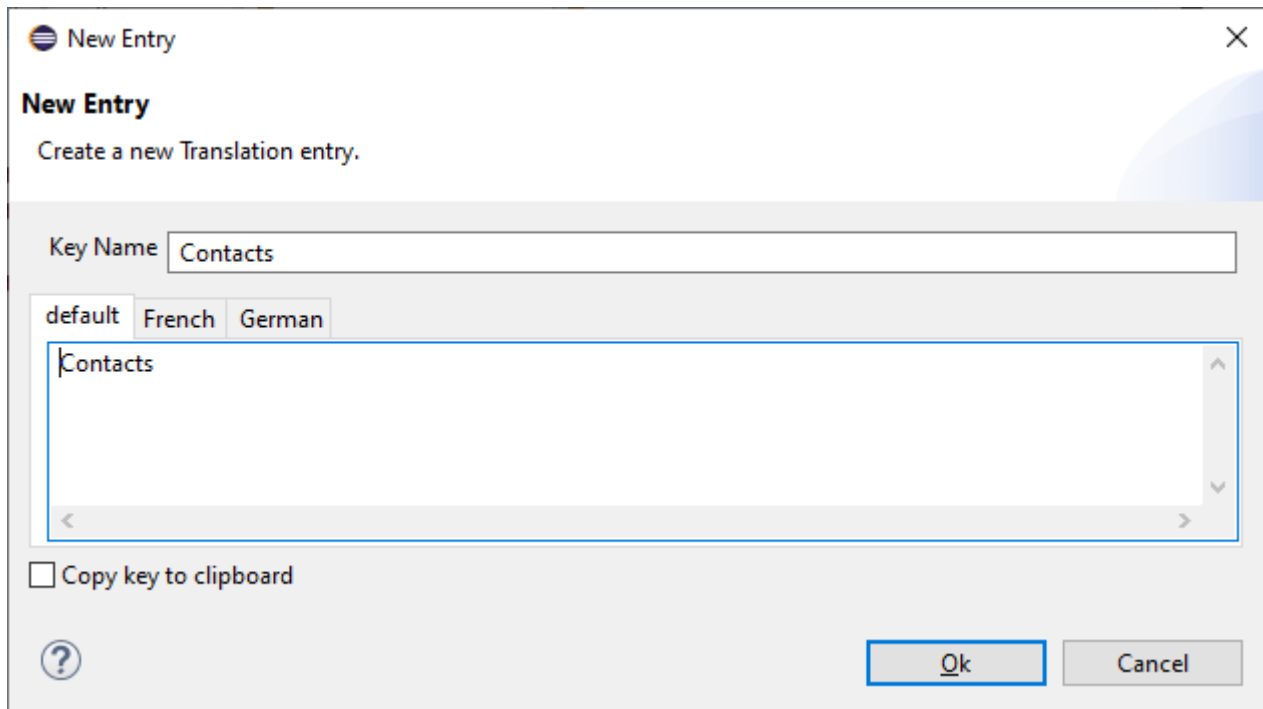 New Entry
New Entry
Create a new Translation entry.
Key Name Contacts
default French German
Contacts
Copy key to clipboard
? Ok Cancel